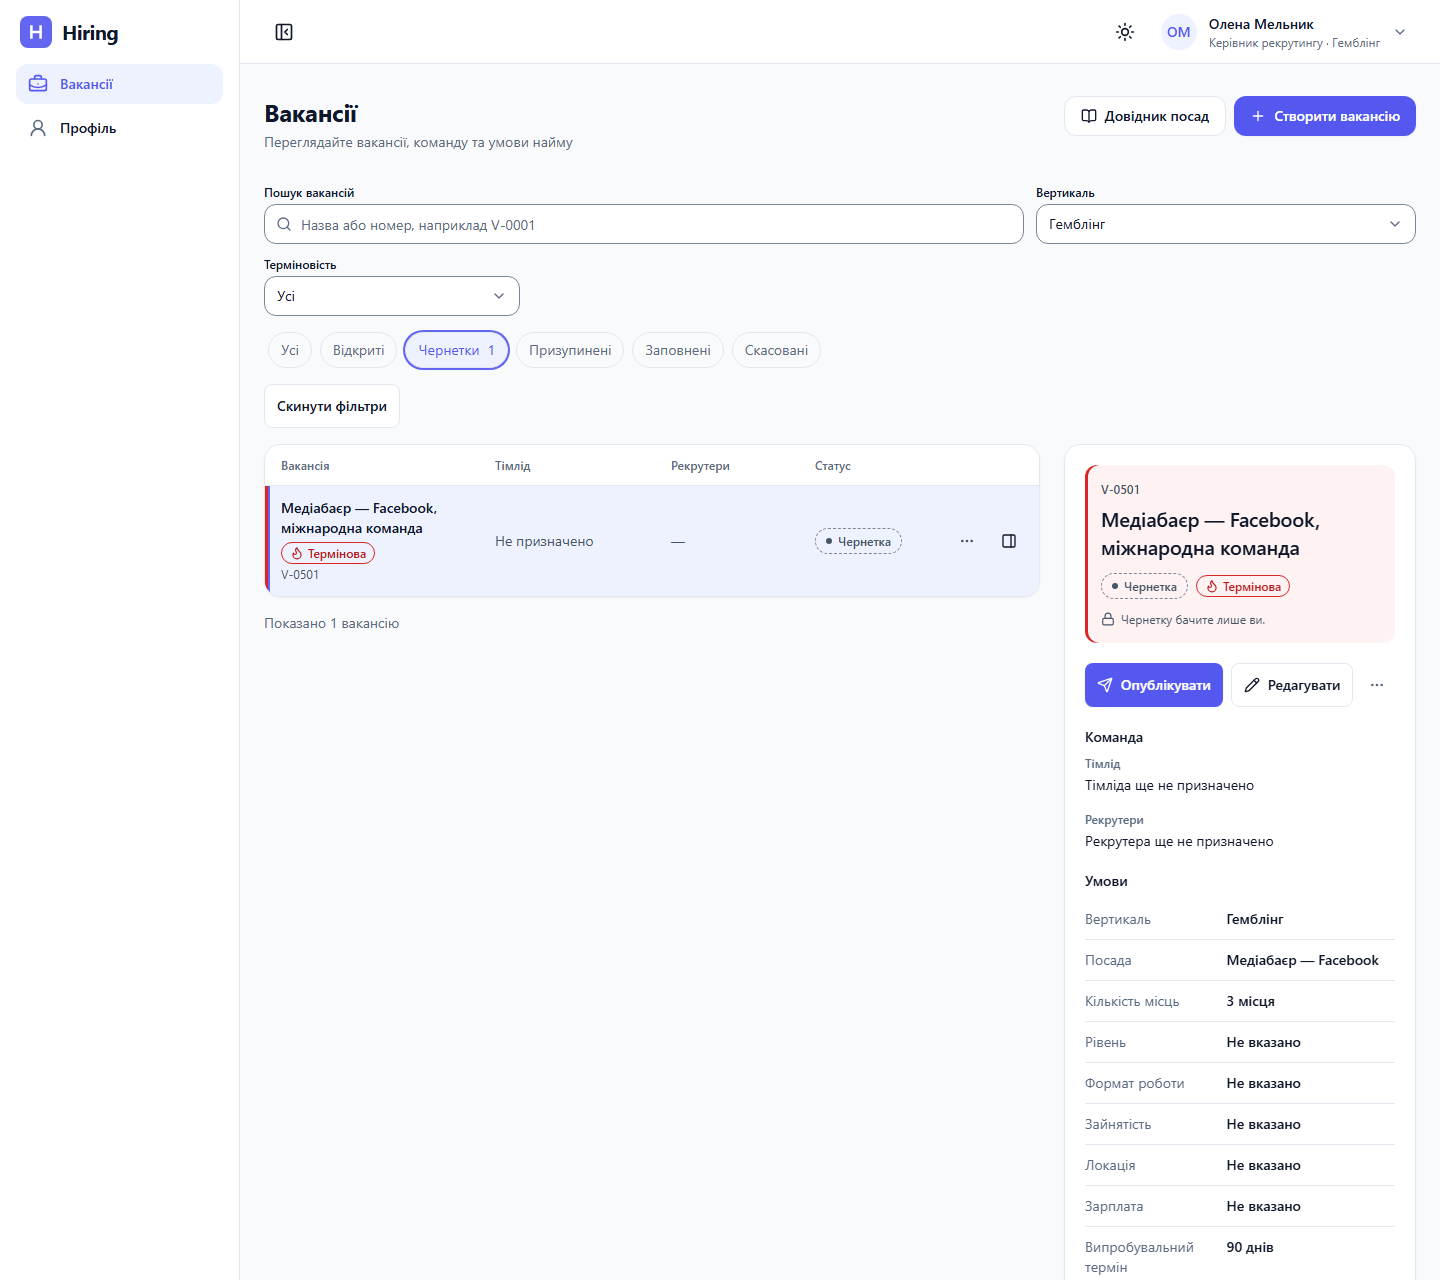 H Hiring
Вакансії
Профіль
ОМ
Олена Мельник
Керівник рекрутингу · Гемблінг
Вакансії
Переглядайте вакансії, команду та умови найму
Довідник посад
Створити вакансію
Пошук вакансій
Назва або номер, наприклад V-0001
Вертикаль
Гемблінг
Терміновість
Усі
Усі
Відкриті
Чернетки 1
Призупинені
Заповнені
Скасовані
Скинути фільтри
Вакансія Тімлід Рекрутери Статус
Медіабаєр — Facebook,
міжнародна команда
Термінова
V-0501
Не призначено
—
Чернетка
Показано 1 вакансію
V-0501
Медіабаєр — Facebook,
міжнародна команда
Чернетка
Термінова
Чернетку бачите лише ви.
Опублікувати
Редагувати
Команда
Тімлід
Тімліда ще не призначено
Рекрутери
Рекрутера ще не призначено
Умови
Вертикаль Гемблінг
Посада Медіабаєр — Facebook
Кількість місць 3 місця
Рівень Не вказано
Формат роботи Не вказано
Зайнятість Не вказано
Локація Не вказано
Зарплата Не вказано
Випробувальний 90 днів
термін